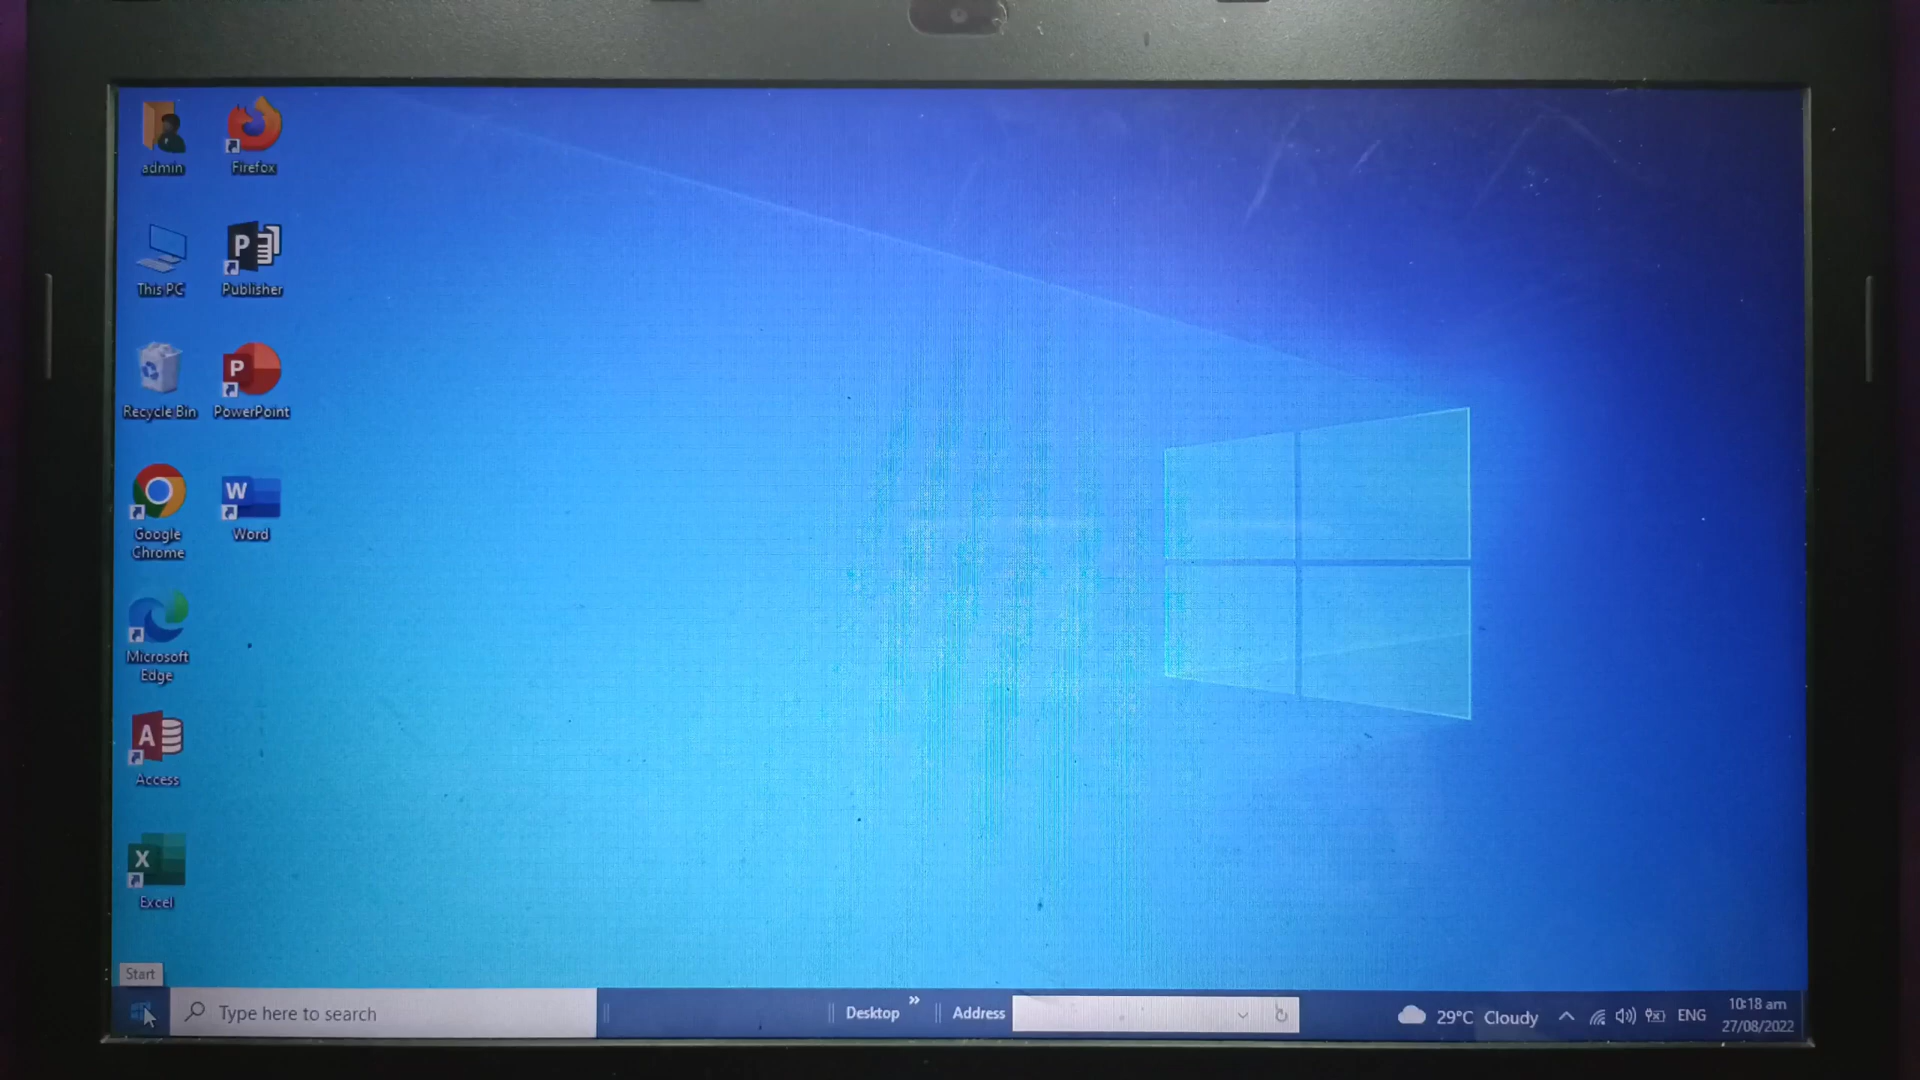 admin
Firefox
This PC
Publisher
Recycle Bin
PowerPoint
Google
Chrome
Word
Microsoft
Edge
Access
Excel
Start
Type here to search
Desktop »
Address
29°C Cloudy
ENG
10:18 am
27/08/2022